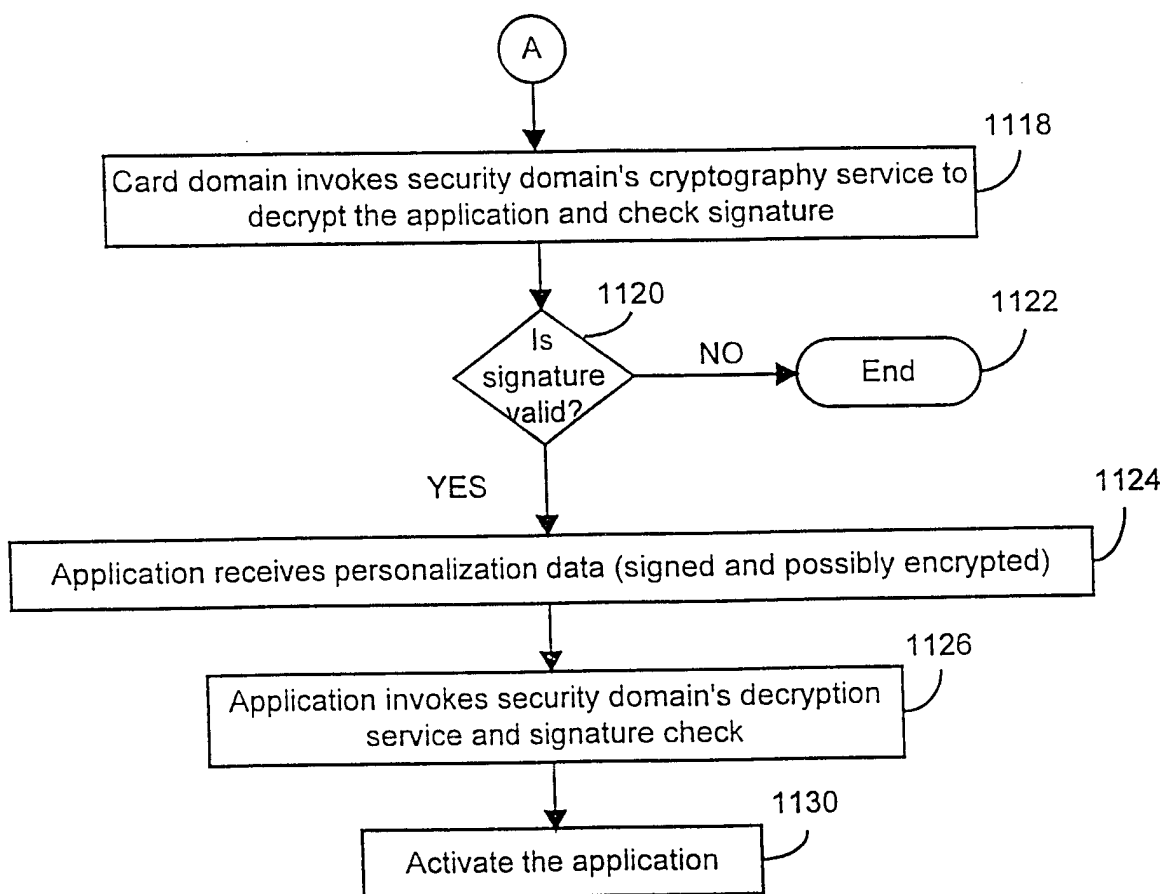 A
1118
Card domain invokes security domain's cryptography service to
decrypt the application and check signature
1120
Is
signature
valid?
NO
1122
End
YES
1124
Application receives personalization data (signed and possibly encrypted)
1126
Application invokes security domain's decryption
service and signature check
1130
Activate the application